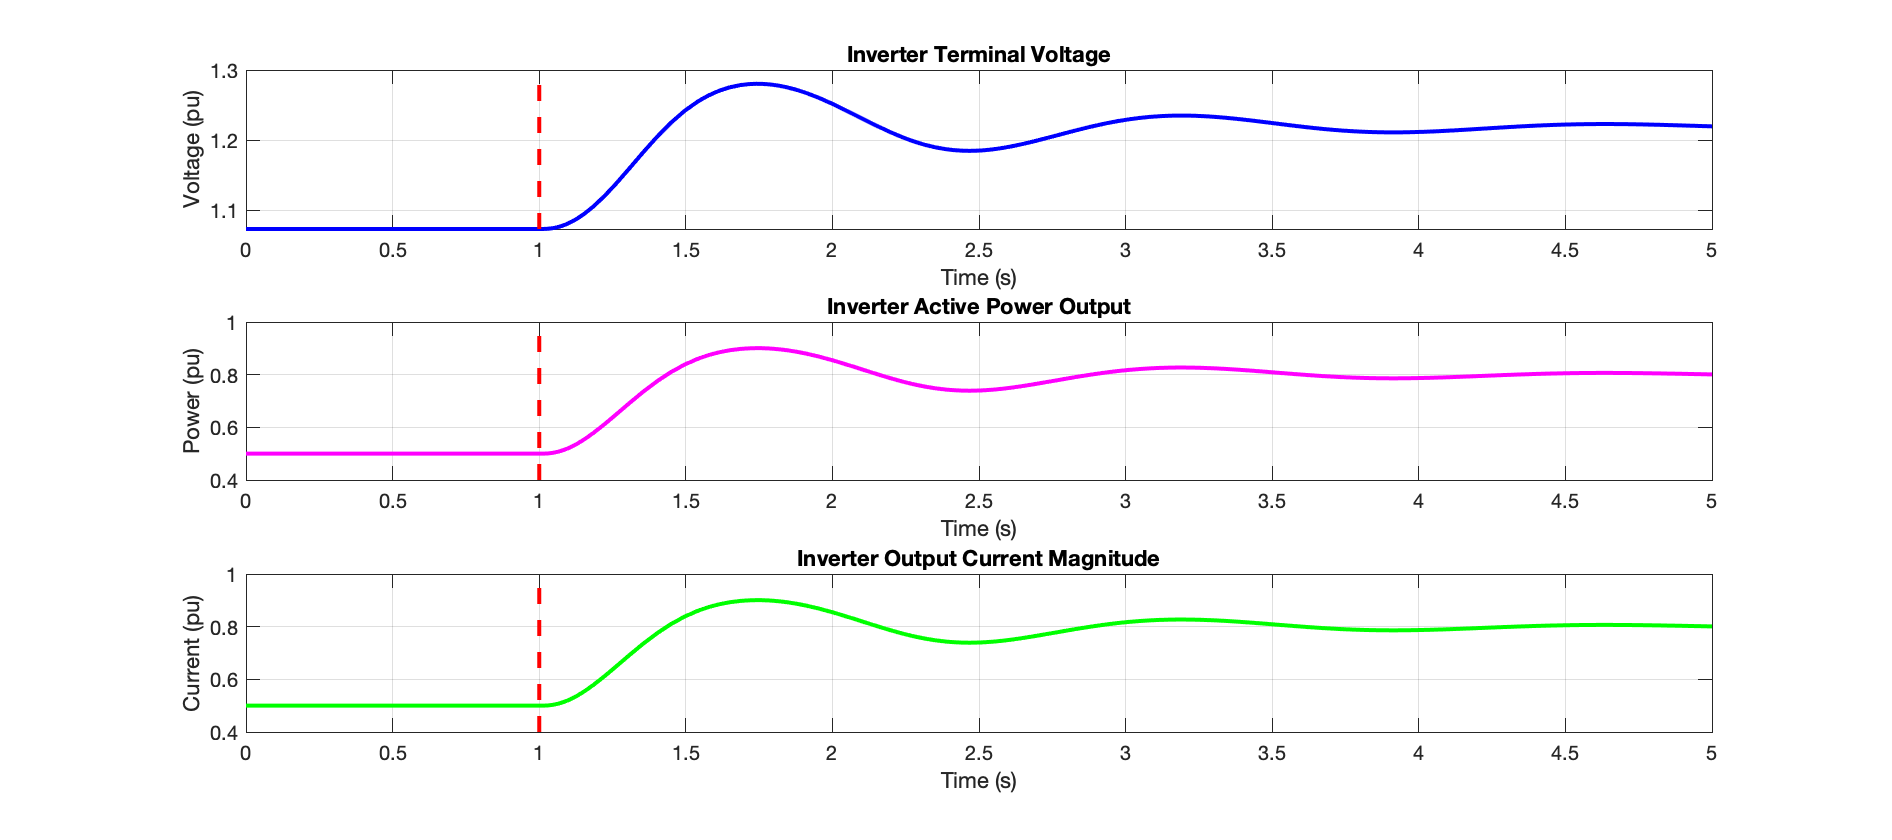 Inverter Terminal Voltage
Voltage (pu)
1.3
1.2
1.1
0 0.5 1 1.5 2 2.5 3 3.5 4 4.5 5
Time (s)
Inverter Active Power Output
Power (pu)
1
0.8
0.6
0.4
0 0.5 1 1.5 2 2.5 3 3.5 4 4.5 5
Time (s)
Inverter Output Current Magnitude
Current (pu)
1
0.8
0.6
0.4
0 0.5 1 1.5 2 2.5 3 3.5 4 4.5 5
Time (s)